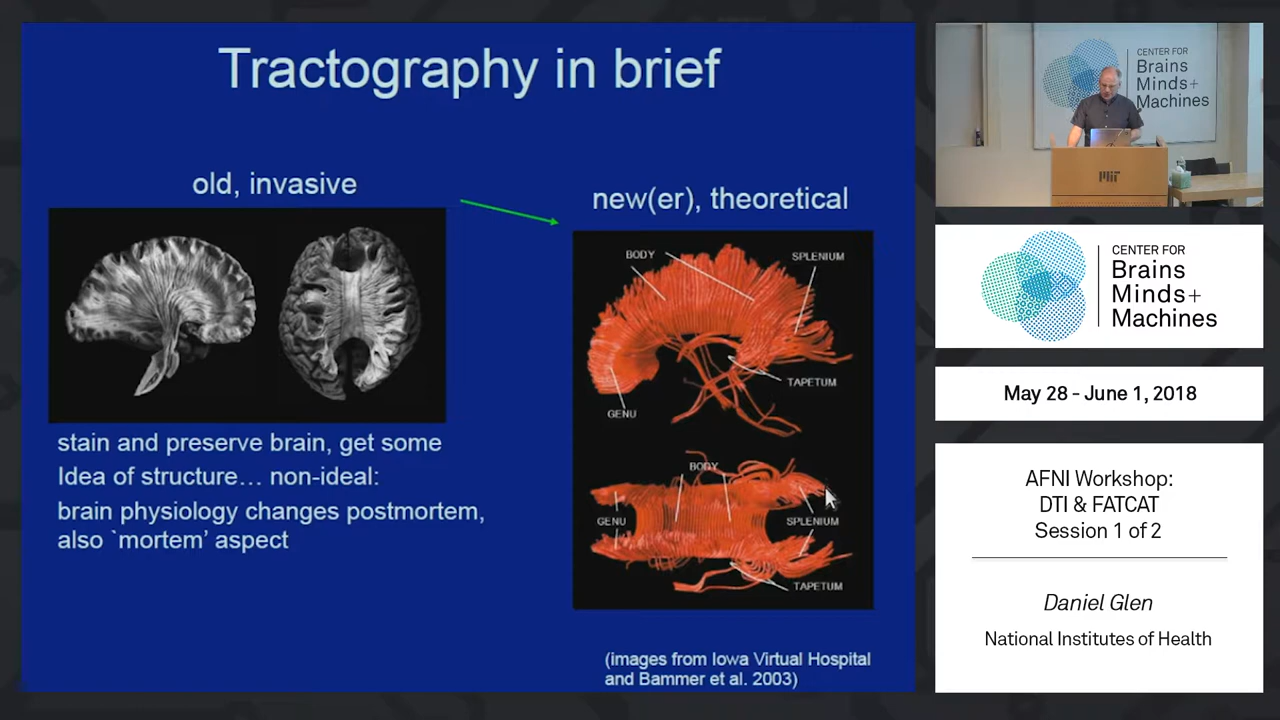 Tractography in brief
old, invasive
new(er), theoretical
BODY
SPLENIUM
TAPETUM
GENU
BODY
GENU
SPLENIUM
TAPETUM
stain and preserve brain, get some
Idea of structure… non-ideal:
brain physiology changes postmortem,
also `mortem' aspect
(images from Iowa Virtual Hospital
and Bammer et al. 2003)
CENTER FOR
Brains
Minds+
Machines
MIT
CENTER FOR
Brains
Minds+
Machines
May 28 - June 1, 2018
AFNI Workshop:
DTI & FATCAT
Session 1 of 2
Daniel Glen
National Institutes of Health